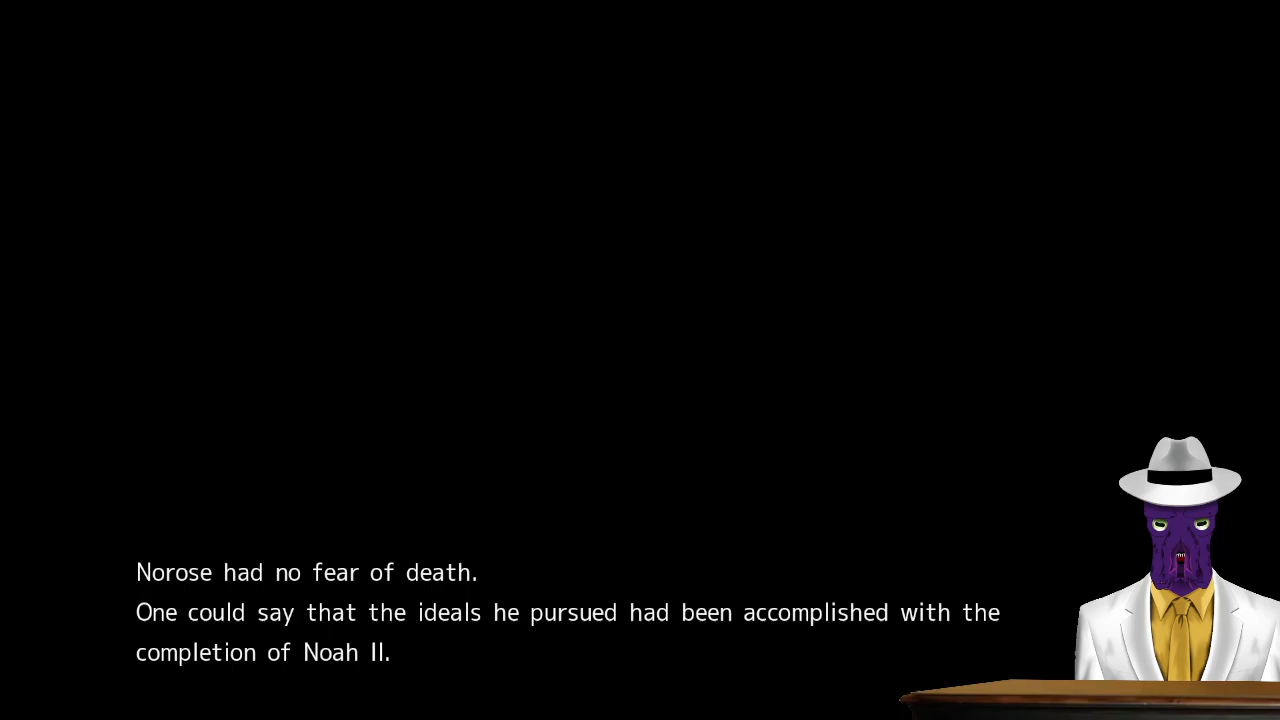 Norose had no fear of death.
One could say that the ideals he pursued had been accomplished with the
completion of Noah II.